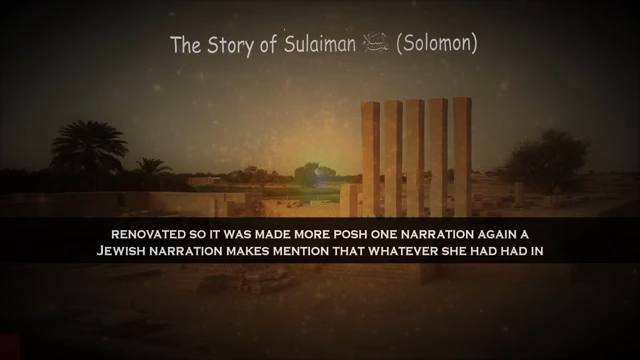 The Story of Sulaiman (Solomon)
RENOVATED SO IT WAS MADE MORE POSH ONE NARRATION AGAIN A
JEWISH NARRATION MAKES MENTION THAT WHATEVER SHE HAD HAD IN